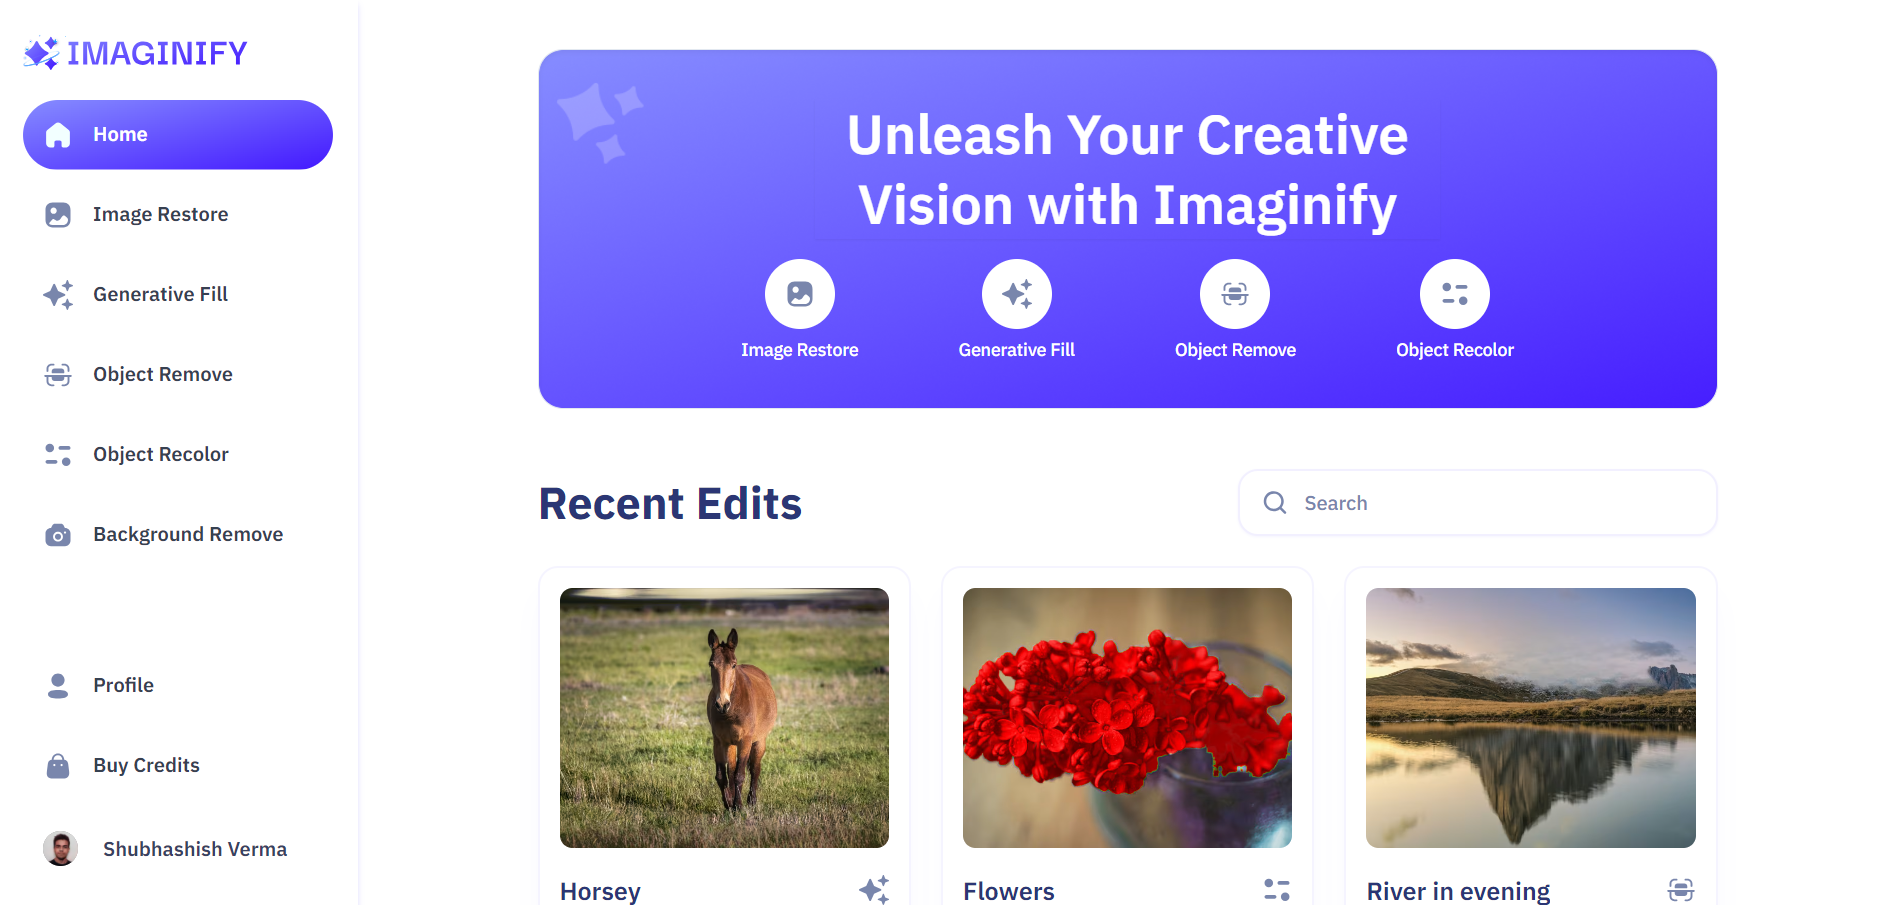 IMAGINIFY
Home
Image Restore
Generative Fill
Object Remove
Object Recolor
Background Remove
Profile
Buy Credits
Shubhashish Verma
Unleash Your Creative
Vision with Imaginify
Image Restore
Generative Fill
Object Remove
Object Recolor
Recent Edits
Search
Horsey
Flowers
River in evening